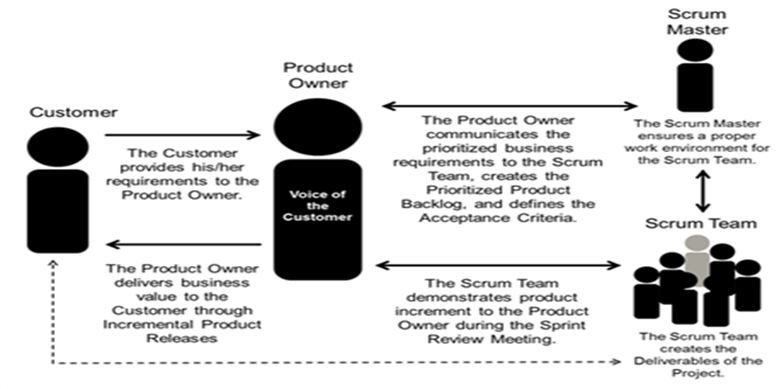 Customer
The Customer
provides his/her
requirements to the
Product Owner.
The Product Owner
delivers business
value to the
Customer through
Incremental Product
Releases
Product
Owner
Voice of
the
Customer
The Product Owner
communicates the
prioritized business
requirements to the Scrum
Team, creates the
Prioritized Product
Backlog, and defines the
Acceptance Criteria.
The Scrum Team
demonstrates product
increment to the Product
Owner during the Sprint
Review Meeting.
Scrum
Master
The Scrum Master
ensures a proper
work environment for
the Scrum Team.
Scrum Team
The Scrum Team
creates the
Deliverables of the
Project.